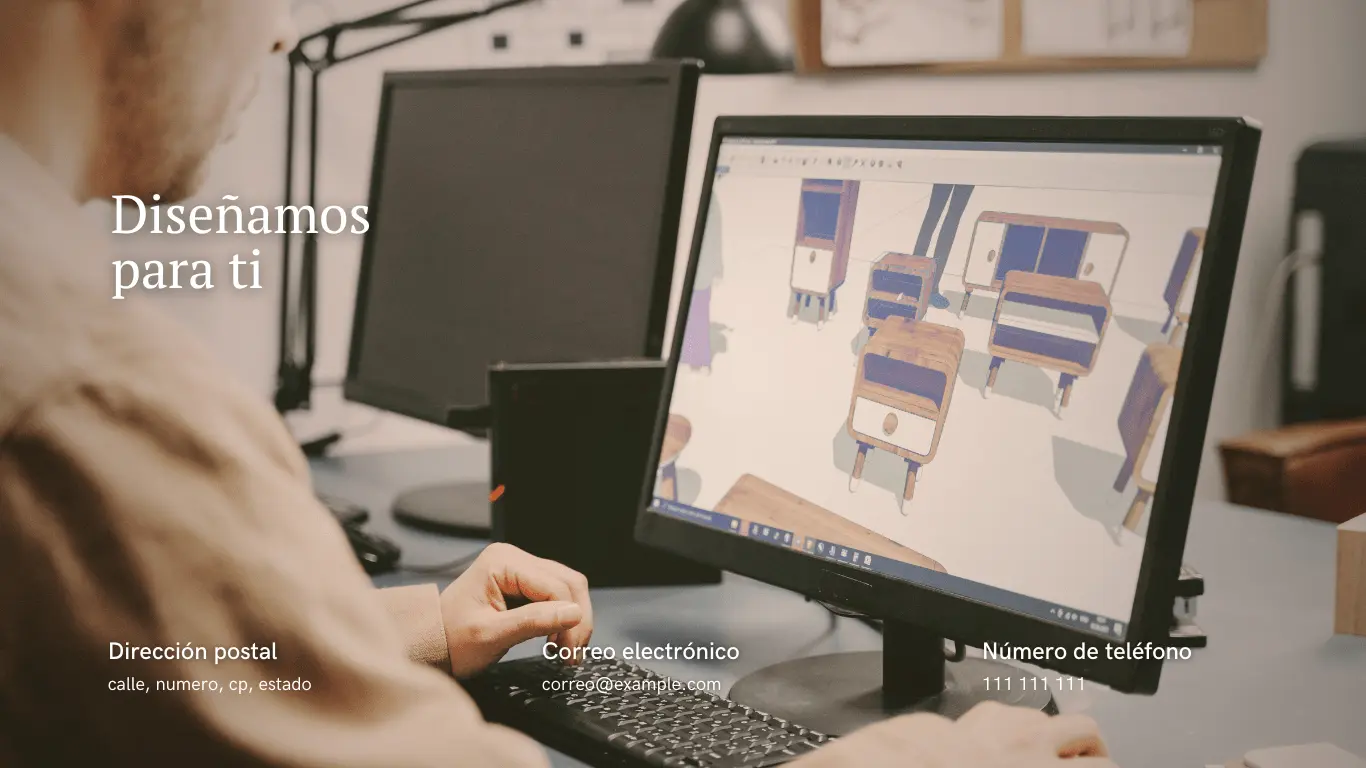 Diseñamos
para ti
Dirección postal
calle, numero, cp, estado
Correo electrónico
correo@example.com
Número de teléfono
111 111 111